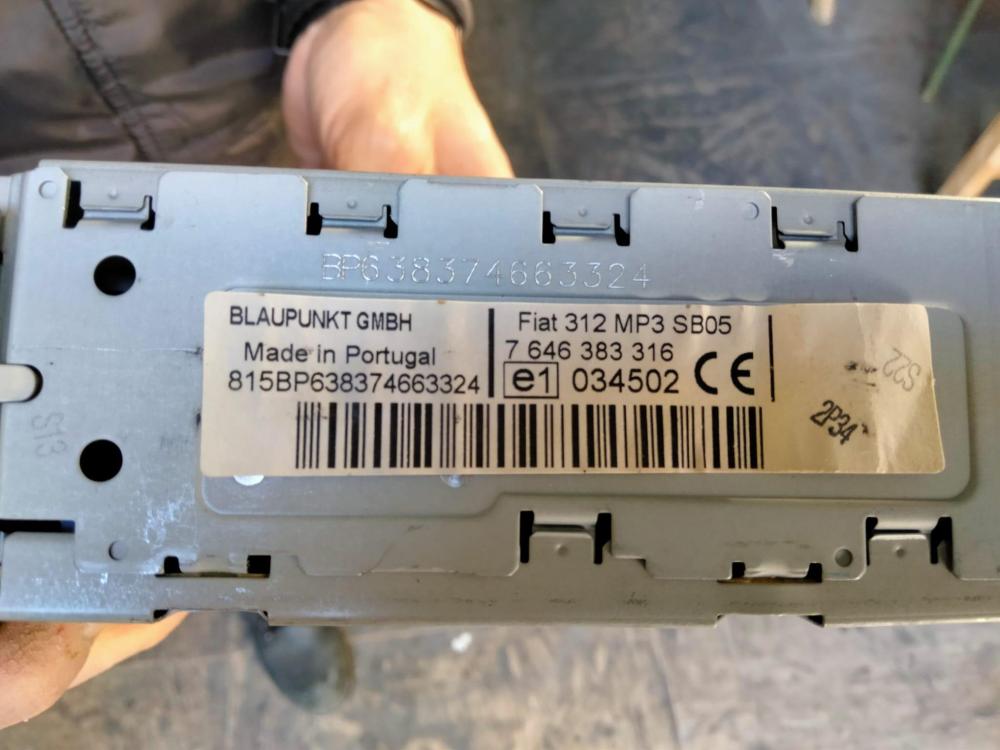 BP638374663324
BLAUPUNKT GMBH
Made in Portugal
815BP638374663324
Fiat 312 MP3 SB05
7 646 383 316
e1 034502 CE
S22
2P34
S13